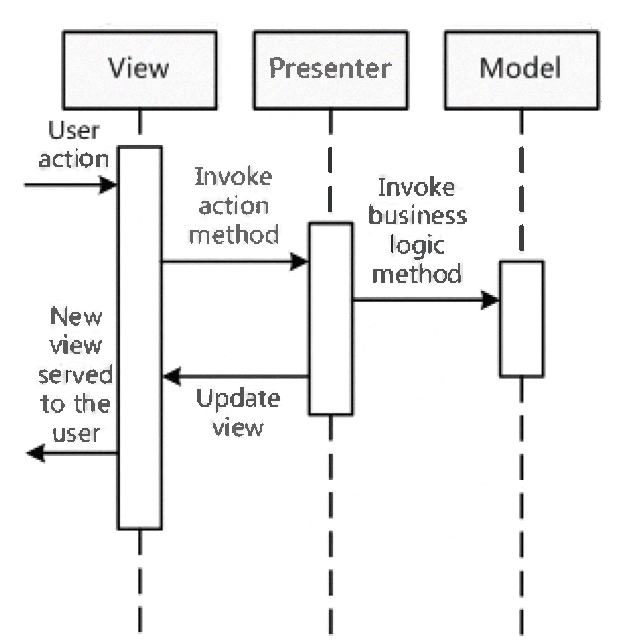 View
Presenter
Model
User
action
Invoke
action
method
Invoke
business
logic
method
New
view
served
to the
user
Update
view